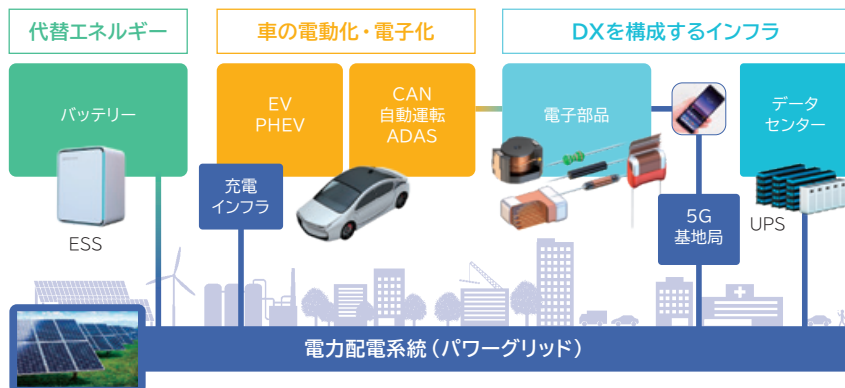 代替エネルギー
車の電動化・電子化
DXを構成するインフラ
バッテリー
EV
PHEV
CAN
自動運転
ADAS
電子部品
データ
センター
充電
インフラ
5G
基地局
ESS
UPS
電力配電系統(パワーグリッド)